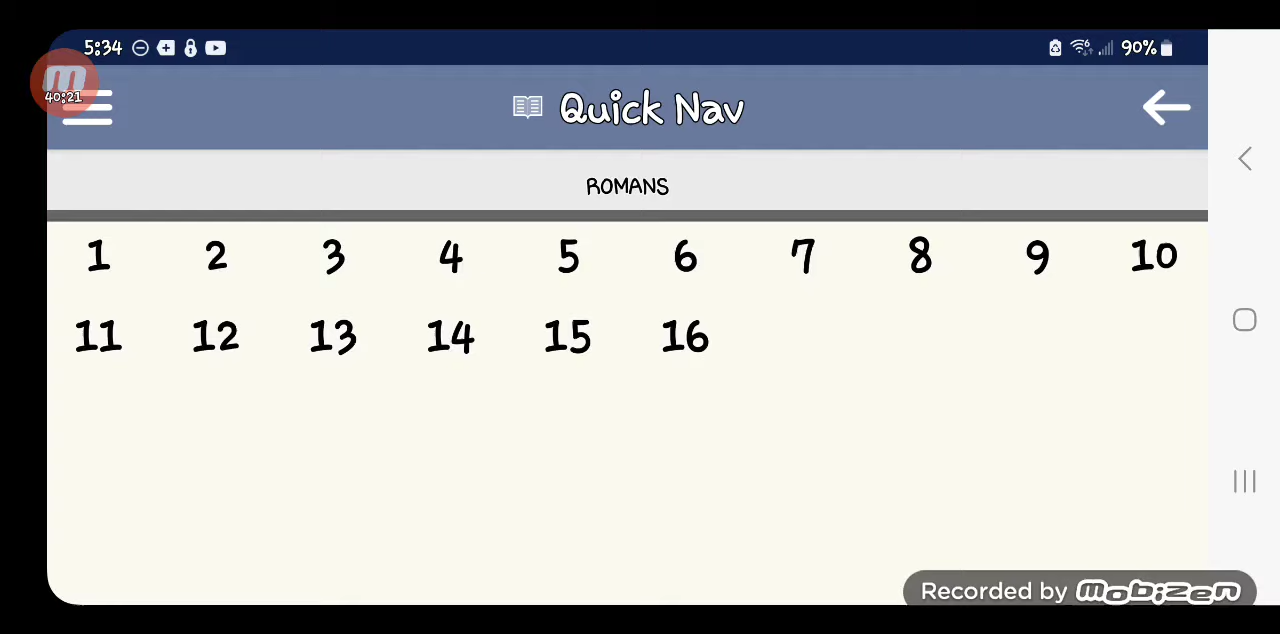 5:34 90%
40:21
Quick Nav
ROMANS
1 2 3 4 5 6 7 8 9 10
11 12 13 14 15 16
Recorded by mobizen